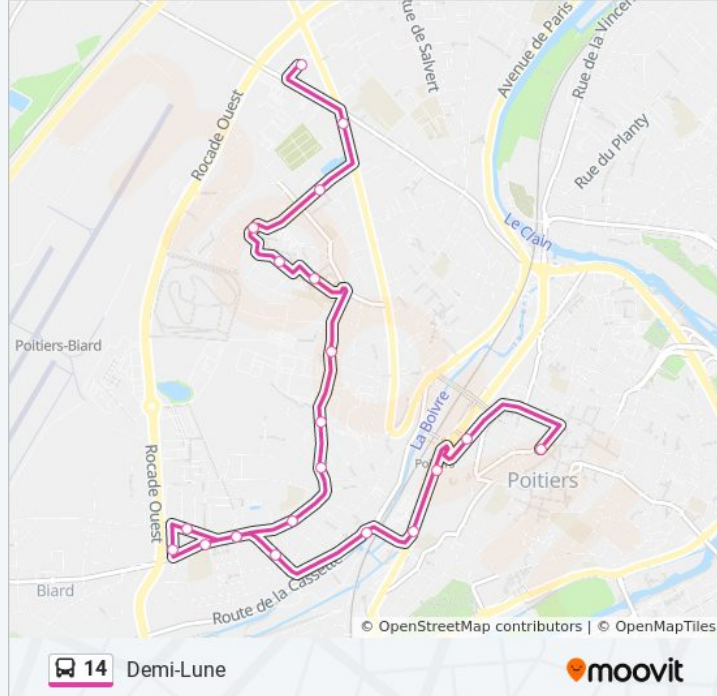 Rue de Salvert
Avenue de Paris
Rue de la Vincen
Rocade Ouest
Rue du Planty
Le Clain
Poitiers-Biard
La Boivre
Rocade Ouest
Poitiers
Biard
Route de la Cassette
© OpenStreetMap contributors | © OpenMapTiles
14 Demi-Lune
moovit